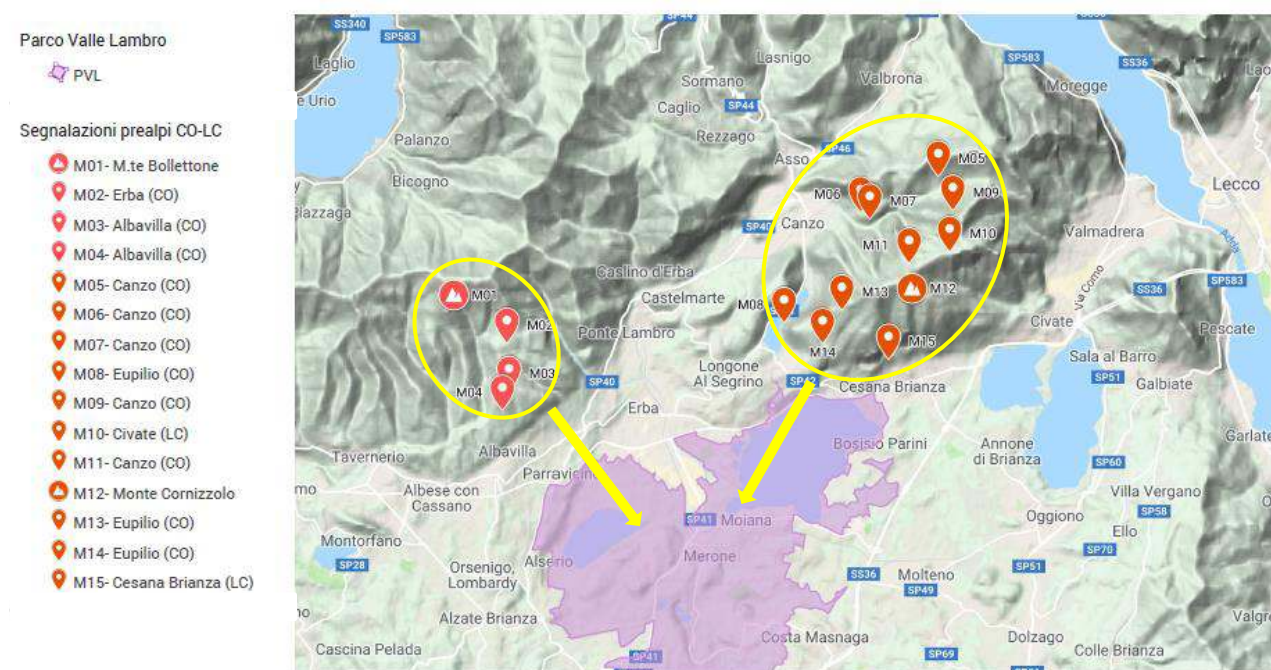 Parco Valle Lambro
PVL
Segnalazioni prealpi CO-LC
M01- M.te Bollettone
M02- Erba (CO)
M03- Albavilla (CO)
M04- Albavilla (CO)
M05- Canzo (CO)
M06- Canzo (CO)
M07- Canzo (CO)
M08- Eupilio (CO)
M09- Canzo (CO)
M10- Civate (LC)
M11- Canzo (CO)
M12- Monte Cornizzolo
M13- Eupilio (CO)
M14- Eupilio (CO)
M15- Cesana Brianza (LC)
SS340
SP583
SP44
Laglio
Lasnigo
SP583
SS36
e Urio
Sormano
Valbrona
Moregge
Caglio
SP44
Palanzo
Rezzago
SP46
Asso
M05
Bicogno
M06
M07
M09
Lecco
Blazzaga
Canzo
SP40
M11
M10
Valmadrera
Adda
Caslino d'Erba
M01
Castelmarte
M08
M13
M12
Via Como
SS36
SP583
M02
Ponte Lambro
M14
M15
Civate
Pescate
M03
Longone
Al Segrino
Sala al Barro
M04
SP40
SP42
Cesana Brianza
SP51
Galbiate
Erba
Albavilla
Bosisio Parini
Annone
di Brianza
Garlate
Tavernerio
Parravicino
SP60
Albese con
Cassano
Villa Vergano
SP41
Moiana
Oggiono
SP58
Ello
Montorfano
SP28
Alserio
Merone
SP70
Orsenigo,
Lombardy
SS36
Molteno
SP51
SP49
Alzate Brianza
Costa Masnaga
Dolzago
Cascina Pelada
SP41
SP69
Colle Brianza